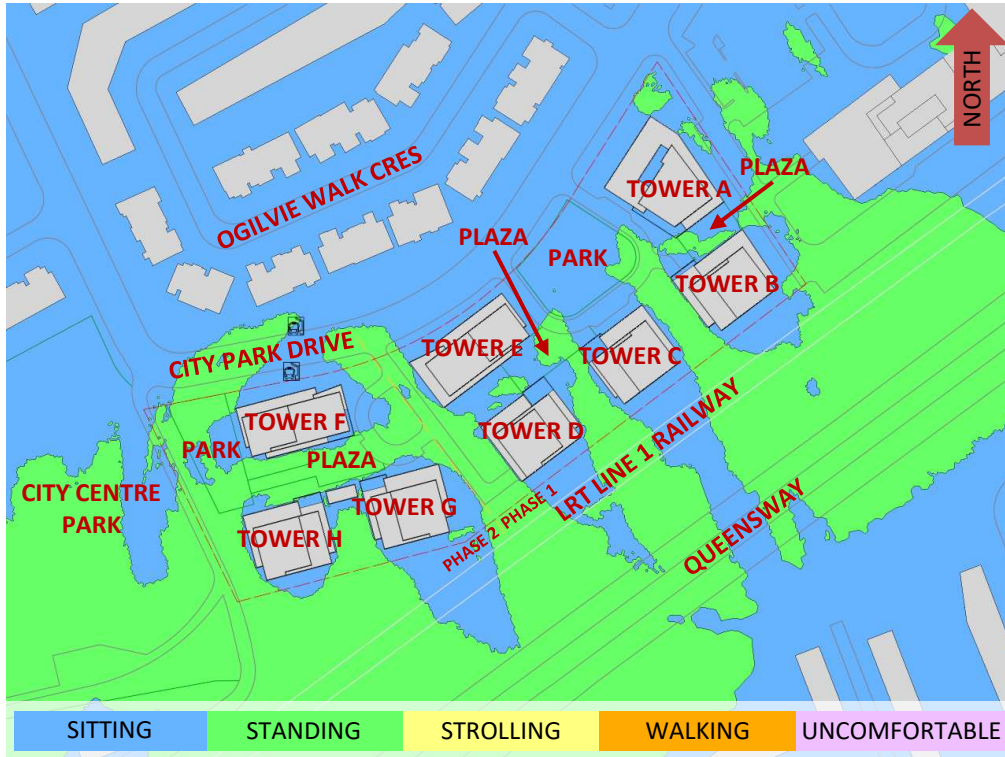 NORTH
PLAZA
TOWER A
OGILVIE WALK CRES
PLAZA
PARK
TOWER B
TOWER E
TOWER C
CITY PARK DRIVE
TOWER F
TOWER D
LRT LINE 1 RAILWAY
PARK
PLAZA
CITY CENTRE
PARK
TOWER G
QUEENSWAY
PHASE 2 PHASE 1
TOWER H
SITTING
STANDING
STROLLING
WALKING
UNCOMFORTABLE